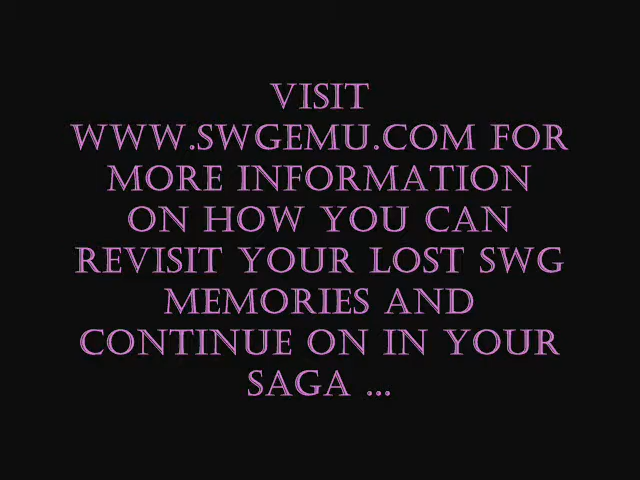 VISIT
WWW.SWGEMU.COM FOR
MORE INFORMATION
ON HOW YOU CAN
REVISIT YOUR LOST SWG
MEMORIES AND
CONTINUE ON IN YOUR
SAGA ...